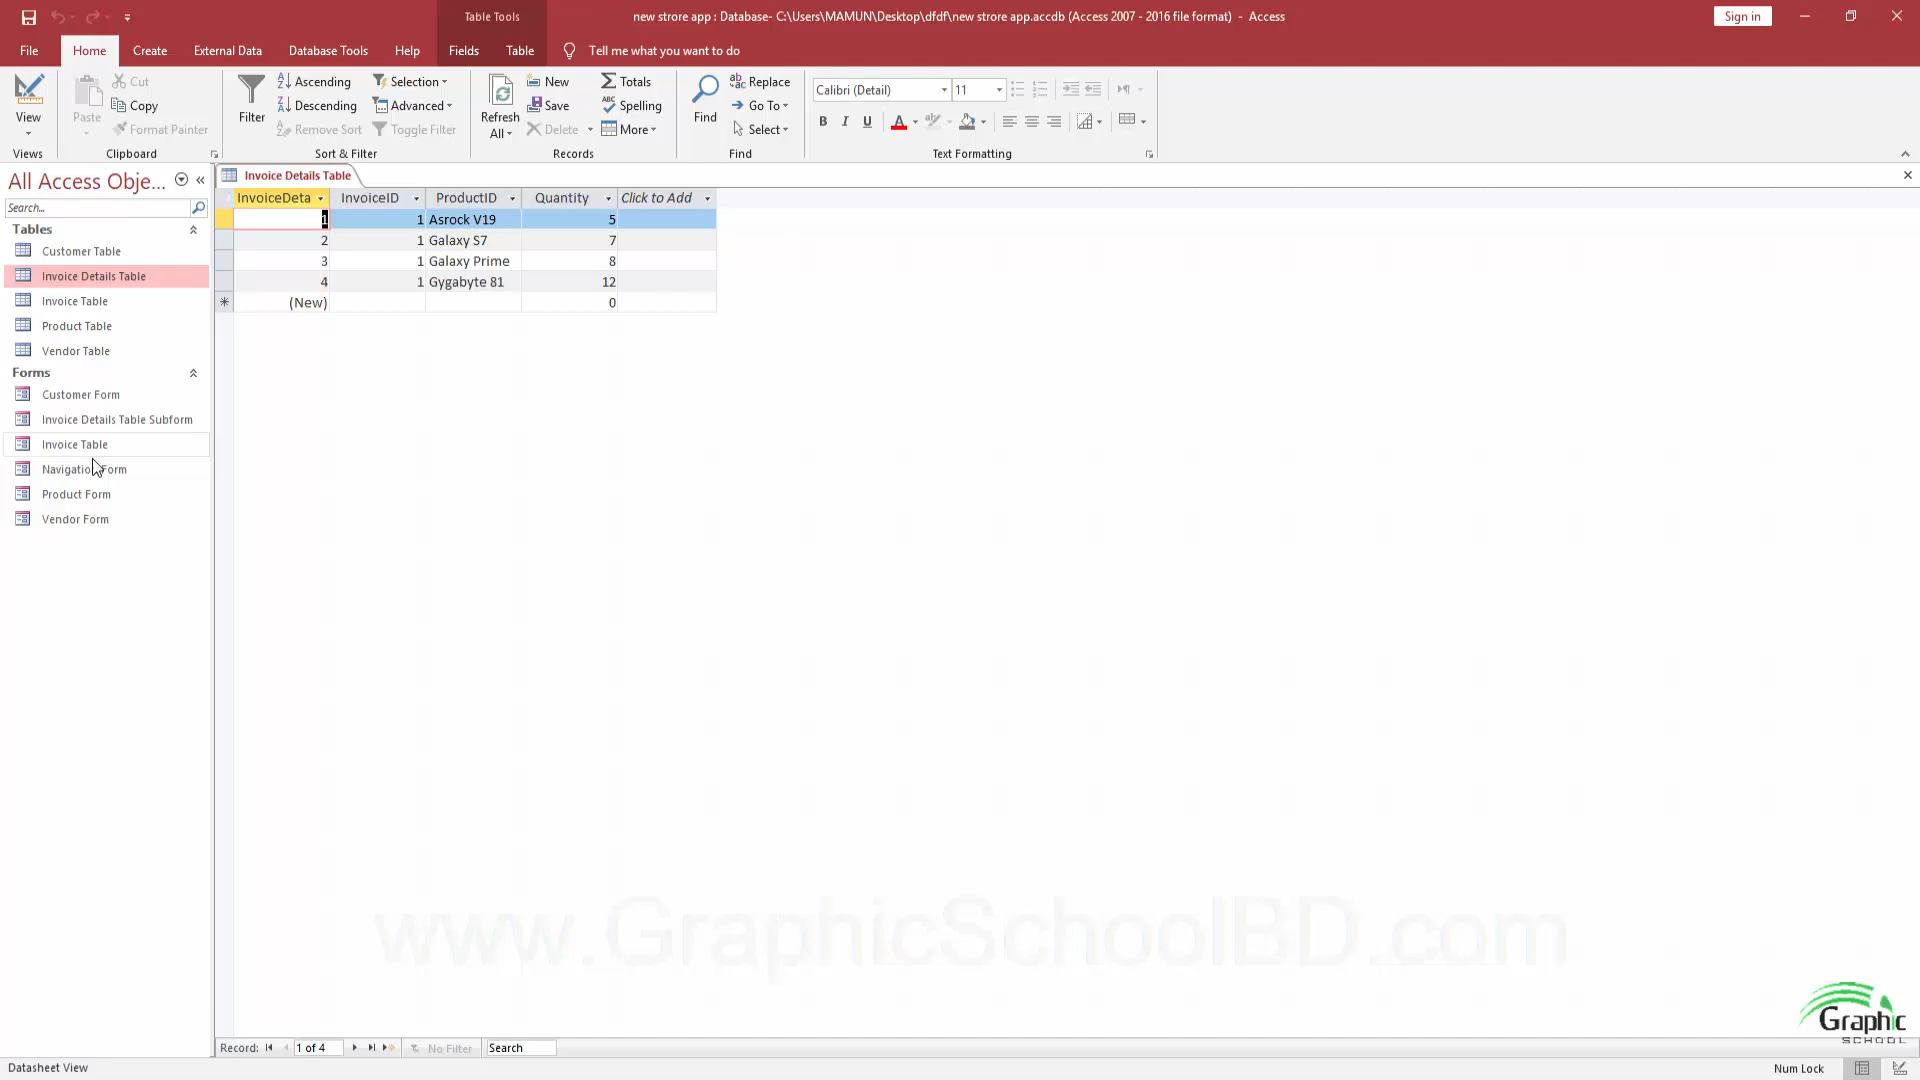 Table Tools
new strore app : Database- C:\Users\MAMUN\Desktop\dfdf\new strore app.accdb (Access 2007 - 2016 file format) - Access
Sign in
File Home Create External Data Database Tools Help Fields Table Tell me what you want to do
View
Views
Paste
Cut
Copy
Format Painter
Clipboard
Filter
Ascending
Descending
Remove Sort
Selection
Advanced
Toggle Filter
Sort & Filter
Refresh
All
New
Save
Delete
Totals
Spelling
More
Records
Find
Replace
Go To
Select
Find
Calibri (Detail) 11
B I U A
Text Formatting
All Access Obje...
Search...
Tables
Customer Table
Invoice Details Table
Invoice Table
Product Table
Vendor Table
Forms
Customer Form
Invoice Details Table Subform
Invoice Table
Navigation Form
Product Form
Vendor Form
Invoice Details Table
InvoiceDeta InvoiceID ProductID Quantity Click to Add
1 1 Asrock V19 5
2 1 Galaxy S7 7
3 1 Galaxy Prime 8
4 1 Gygabyte 81 12
* (New) 0
www.GraphicSchoolBD.com
Graphic
SCHOOL
Record: 1 of 4 No Filter Search
Datasheet View
Num Lock